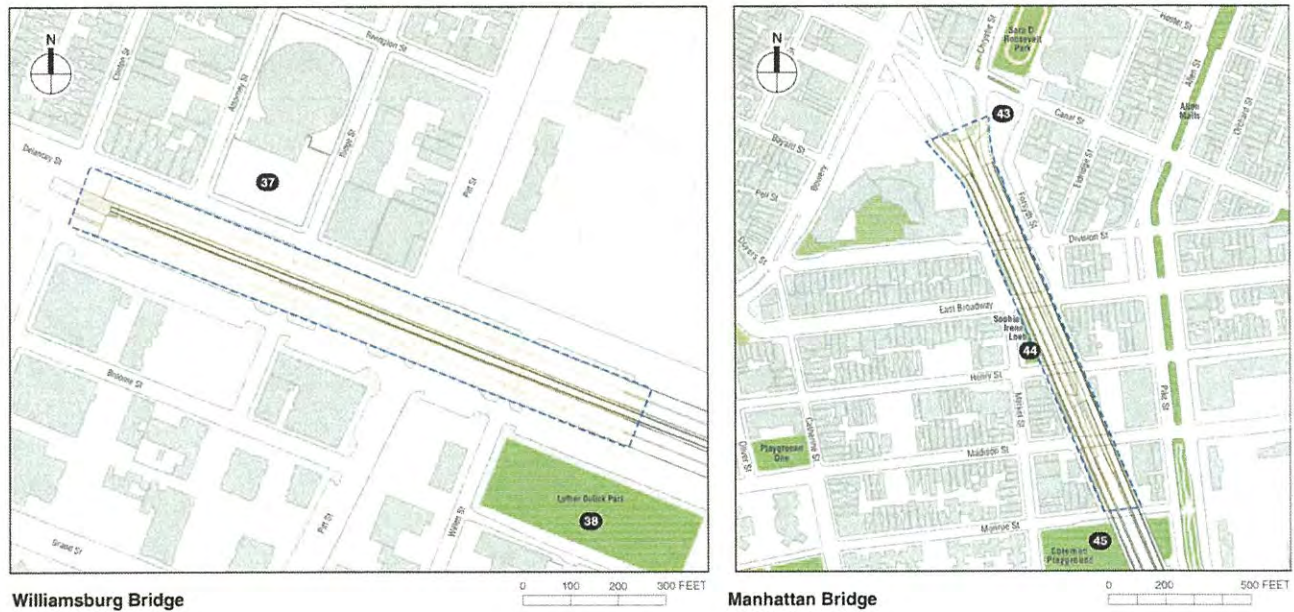 N
Rivington St
Clinton St
Attorney St
Ridge St
Delancey St
37
Pitt St
Broome St
Pitt St
Willett St
Grand St
Luther Gulick Park
38
Williamsburg Bridge
0 100 200 300 FEET
N
Chrystie St
Sara D
Roosevelt
Park
Hester St
Allen St
43
Canal St
Allen
Malls
Orchard St
Bayard St
Bowery
Pell St
Eldridge St
Forsyth St
Doyers St
Division St
East Broadway
Sophie
Irene
Loeb
44
Henry St
Market St
Pike St
Catherine St
Oliver St
Playground
One
Madison St
Monroe St
45
Coleman
Playground
Manhattan Bridge
0 200 500 FEET